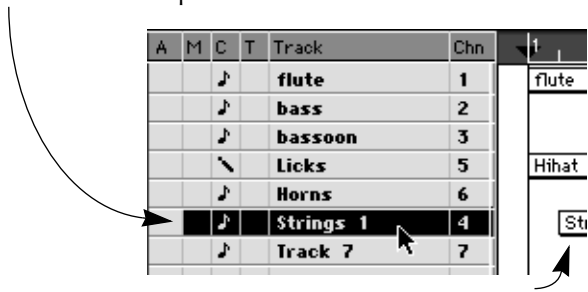 A M C T Track Chn 1
flute 1 flute
bass 2
bassoon 3
Licks 5 Hihat
Horns 6
Strings 1 4 Str
Track 7 7